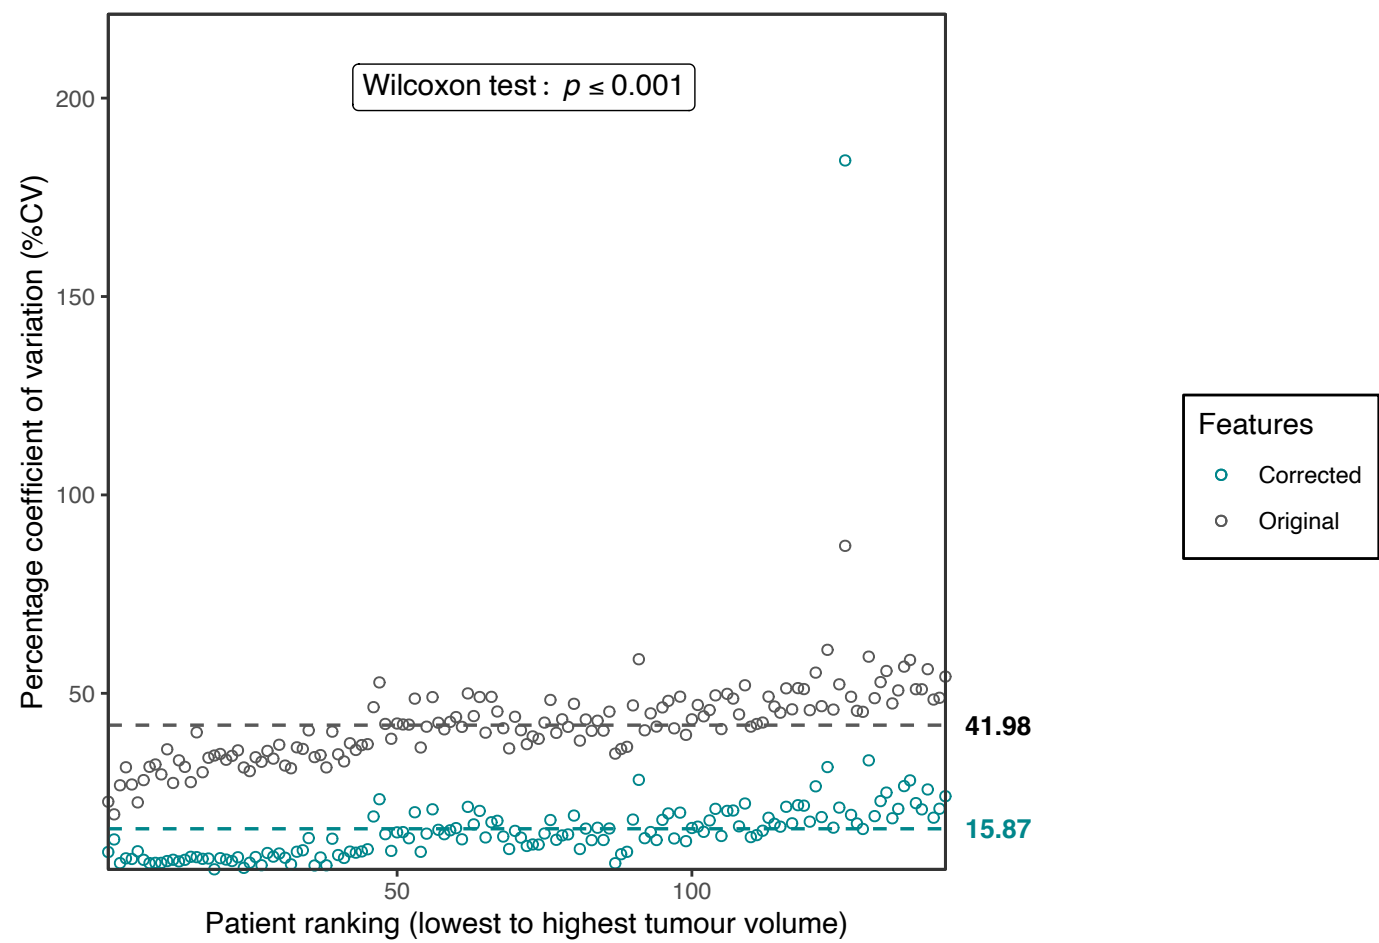 Wilcoxon test : p ≤ 0.001
200
150
100
50
Percentage coefficient of variation (%CV)
41.98
15.87
50
100
Patient ranking (lowest to highest tumour volume)
Features
Corrected
Original